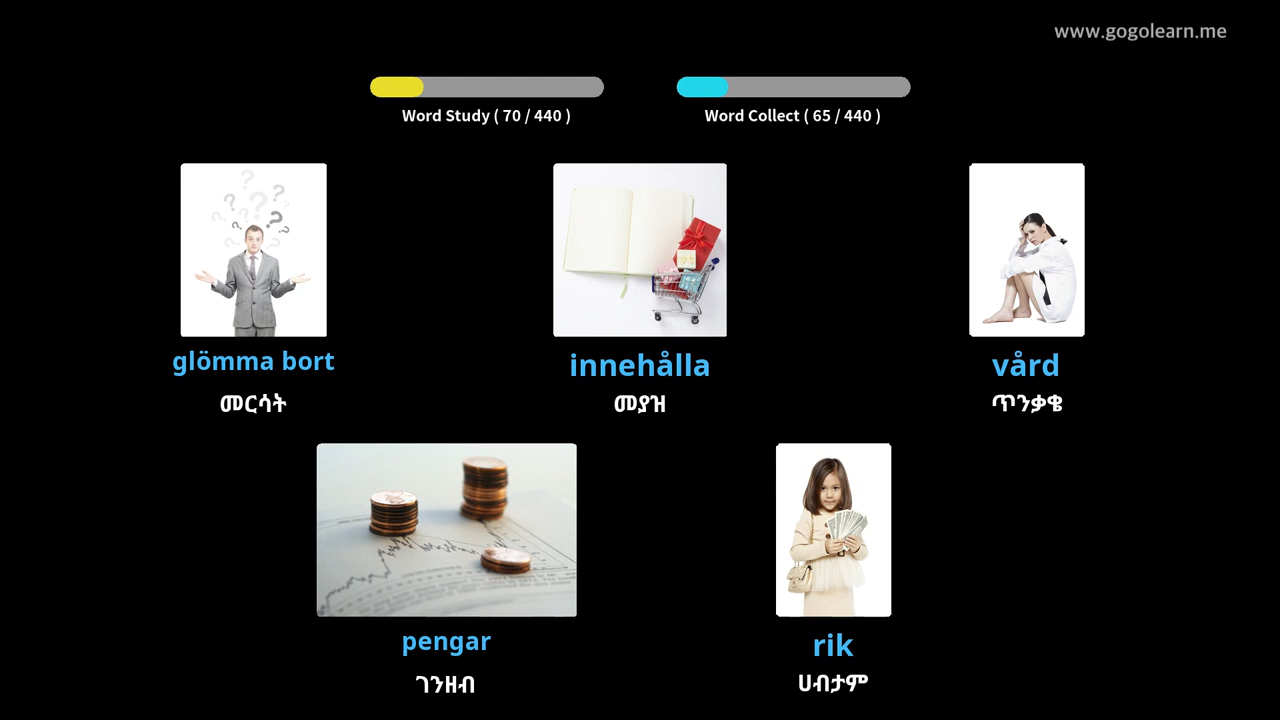 www.gogolearn.me
Word Study ( 70 / 440 )
Word Collect ( 65 / 440 )
glömma bort
innehålla
vård
መርሳት
መያዝ
ጥንቃቄ
pengar
rik
ገንዘብ
ሀብታም